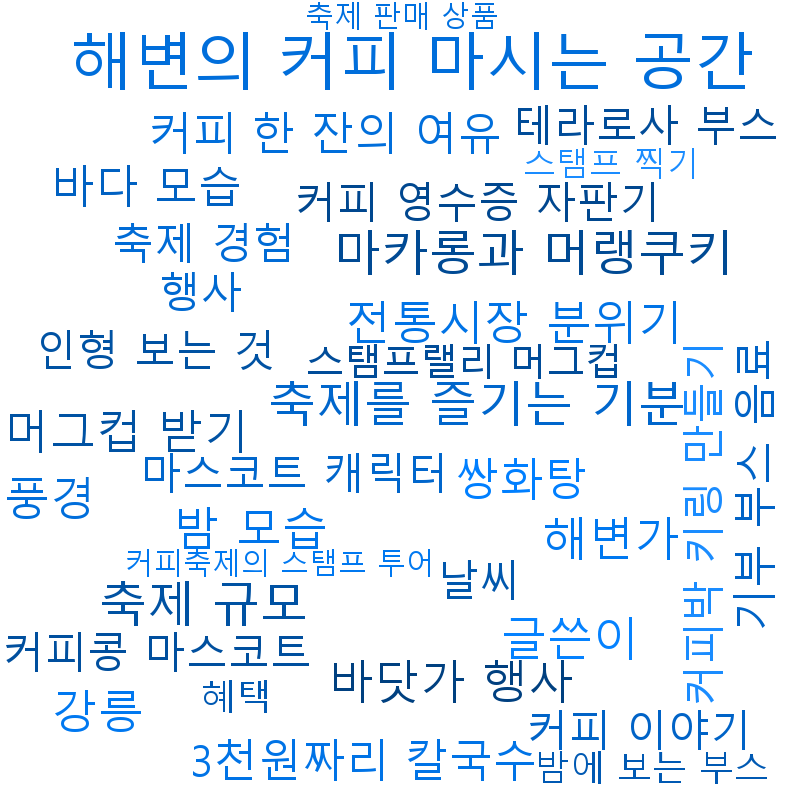 축제 판매 상품
해변의 커피 마시는 공간
커피 한 잔의 여유
테라로사 부스
스탬프 찍기
바다 모습
커피 영수증 자판기
축제 경험
마카롱과 머랭쿠키
행사
전통시장 분위기
인형 보는 것
스탬프랠리 머그컵
축제를 즐기는 기분
커피박 키링 만들기
기부 부스 음료
머그컵 받기
마스코트 캐릭터
쌍화탕
풍경
밤 모습
해변가
커피축제의 스탬프 투어
날씨
축제 규모
글쓴이
커피콩 마스코트
바닷가 행사
혜택
강릉
커피 이야기
3천원짜리 칼국수
밤에 보는 부스